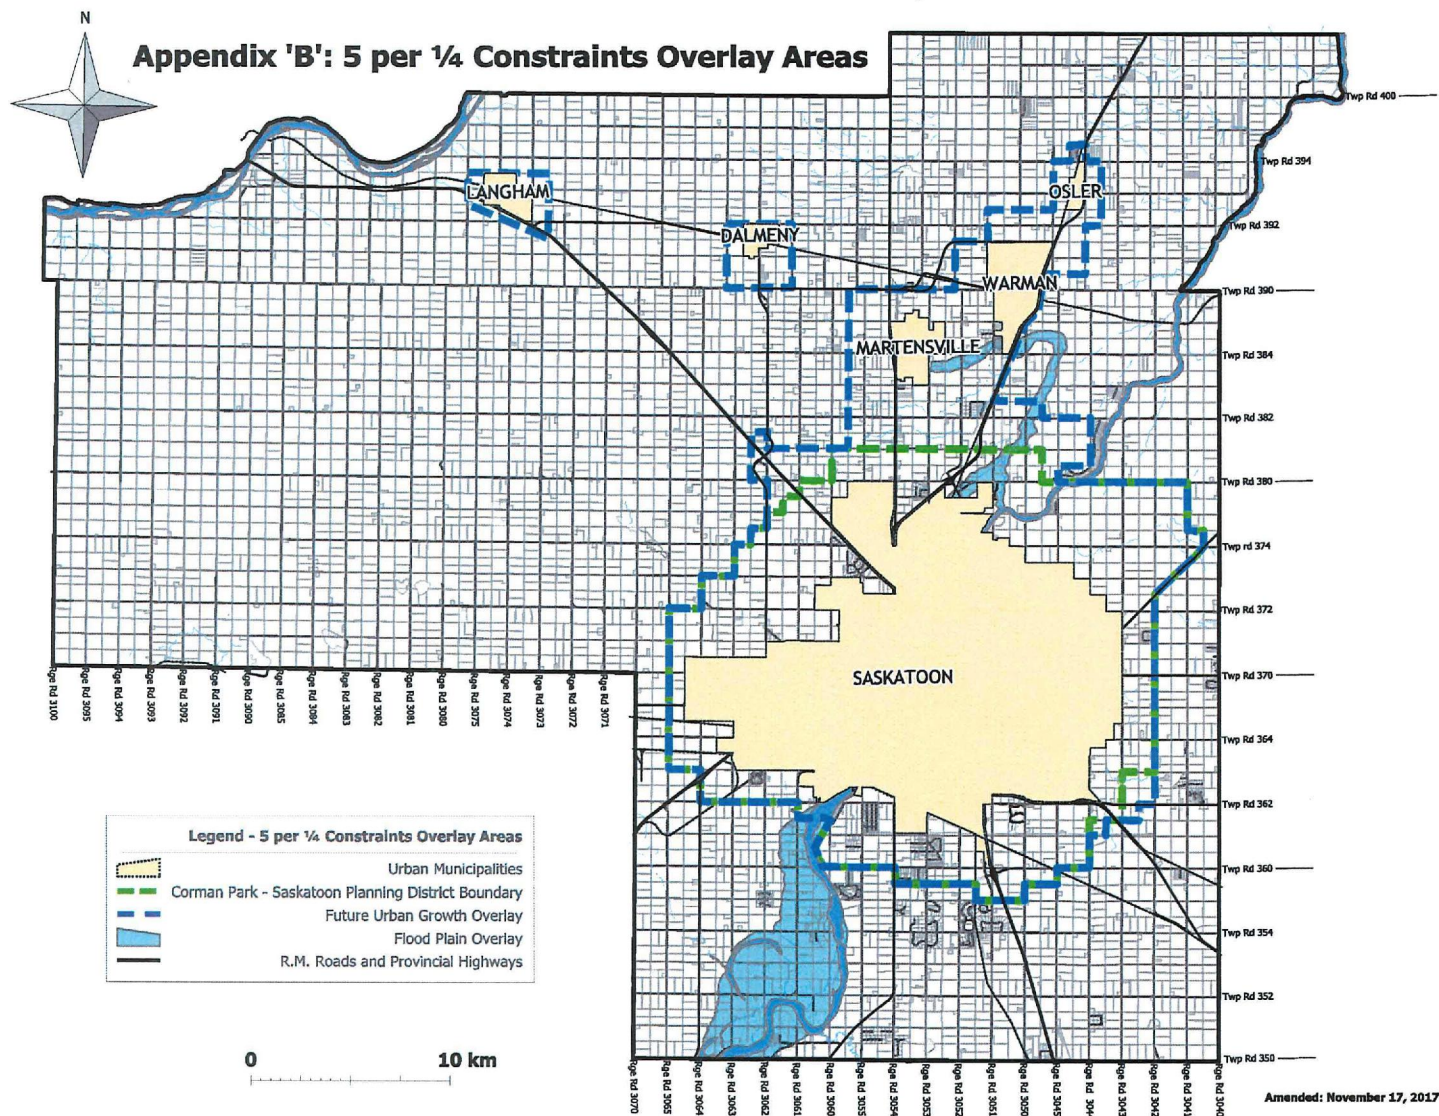 N
Appendix 'B': 5 per ¼ Constraints Overlay Areas
Twp Rd 400
Twp Rd 394
LANGHAM
OSLER
Twp Rd 392
DALMENY
WARMAN
Twp Rd 390
MARTENSVILLE
Twp Rd 384
Twp Rd 382
Twp Rd 380
Twp rd 374
Twp Rd 372
SASKATOON
Twp Rd 370
Rge Rd 3100
Rge Rd 3095
Rge Rd 3094
Rge Rd 3093
Rge Rd 3092
Rge Rd 3091
Rge Rd 3090
Rge Rd 3085
Rge Rd 3084
Rge Rd 3083
Rge Rd 3082
Rge Rd 3081
Rge Rd 3080
Rge Rd 3075
Rge Rd 3074
Rge Rd 3073
Rge Rd 3072
Rge Rd 3071
Twp Rd 364
Twp Rd 362
Legend - 5 per ¼ Constraints Overlay Areas
Urban Municipalities
Corman Park - Saskatoon Planning District Boundary
Future Urban Growth Overlay
Flood Plain Overlay
R.M. Roads and Provincial Highways
Twp Rd 360
Twp Rd 354
Twp Rd 352
0 10 km
Twp Rd 350
Rge Rd 3070
Rge Rd 3065
Rge Rd 3064
Rge Rd 3063
Rge Rd 3062
Rge Rd 3061
Rge Rd 3060
Rge Rd 3055
Rge Rd 3054
Rge Rd 3053
Rge Rd 3052
Rge Rd 3051
Rge Rd 3050
Rge Rd 3045
Rge Rd 304
Rge Rd 3043
Rge Rd 3042
Rge Rd 3041
Rge Rd 3040
Amended: November 17, 2017